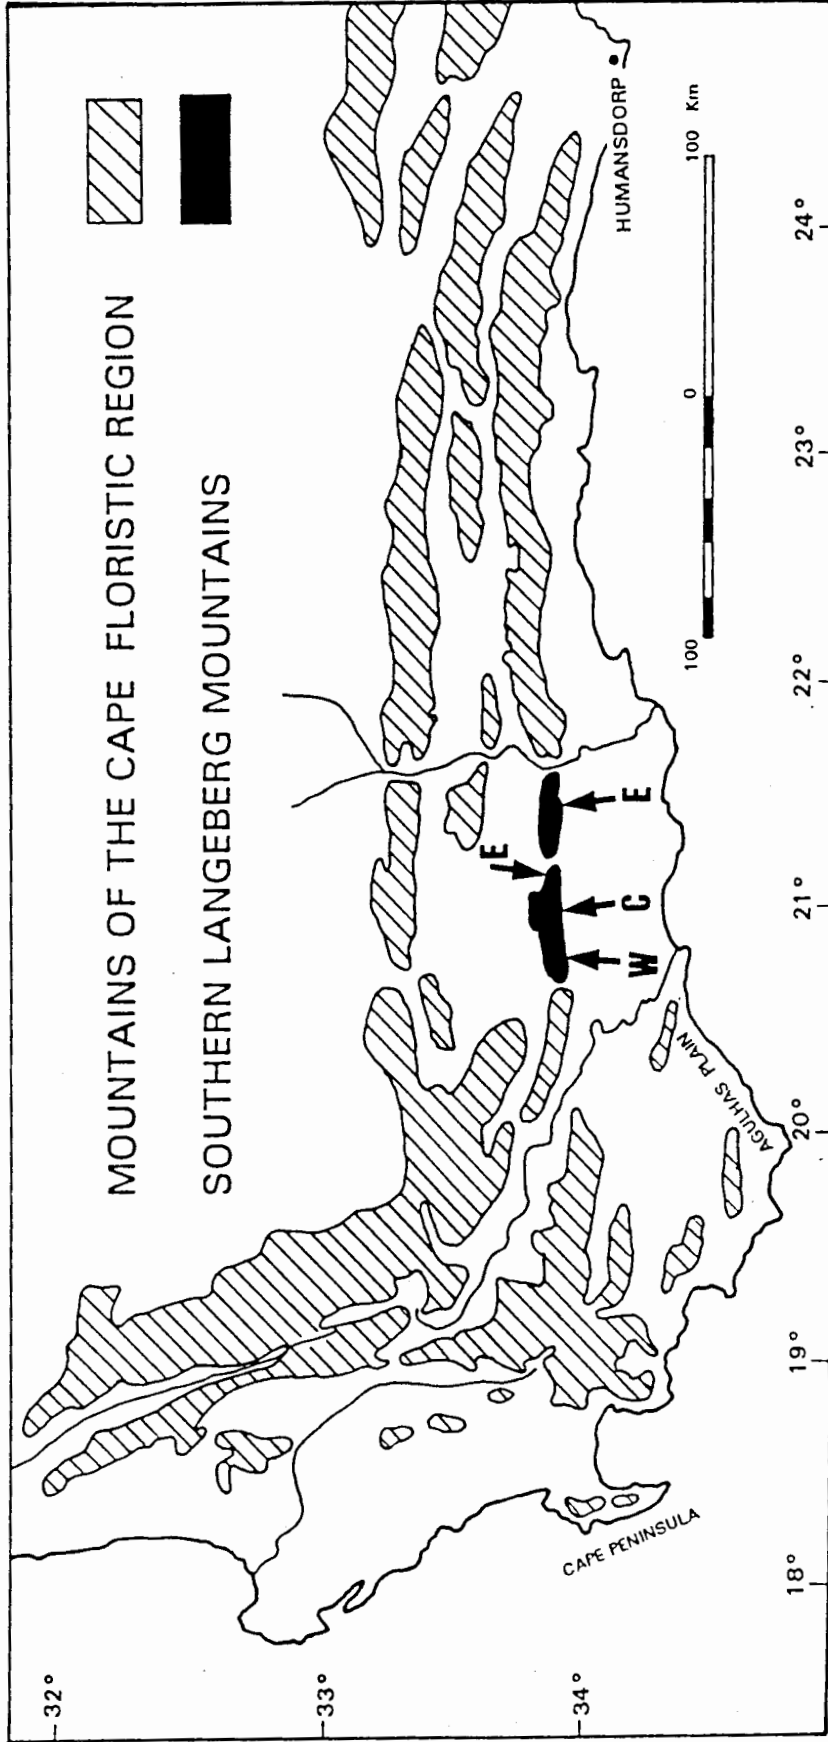 MOUNTAINS OF THE CAPE FLORISTIC REGION
SOUTHERN LANGEBERG MOUNTAINS
32°
33°
34°
E
W
C
E
HUMANSDORP
CAPE PENINSULA
AGULHAS PLAIN
100
0
100 Km
18°
19°
20°
21°
22°
23°
24°